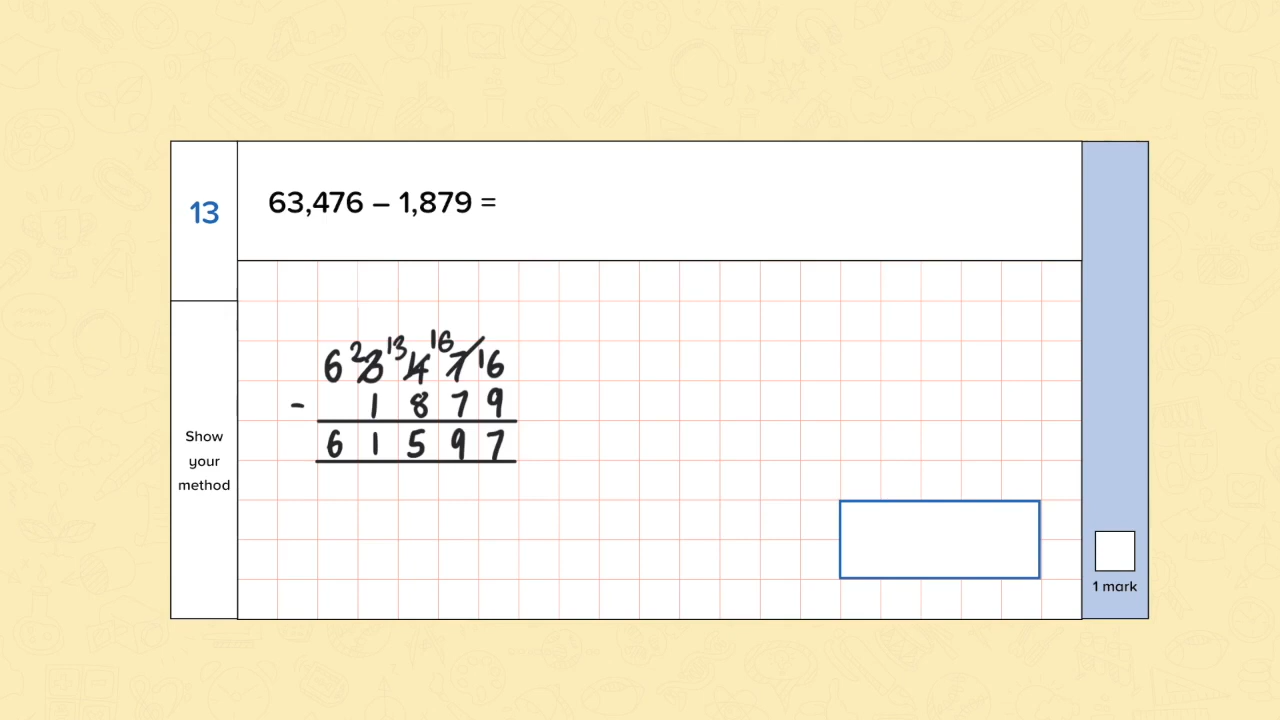 13
63,476 – 1,879 =
2 13 16
6 3 4 7 16
- 1 8 7 9
6 1 5 9 7
Show
your
method
1 mark